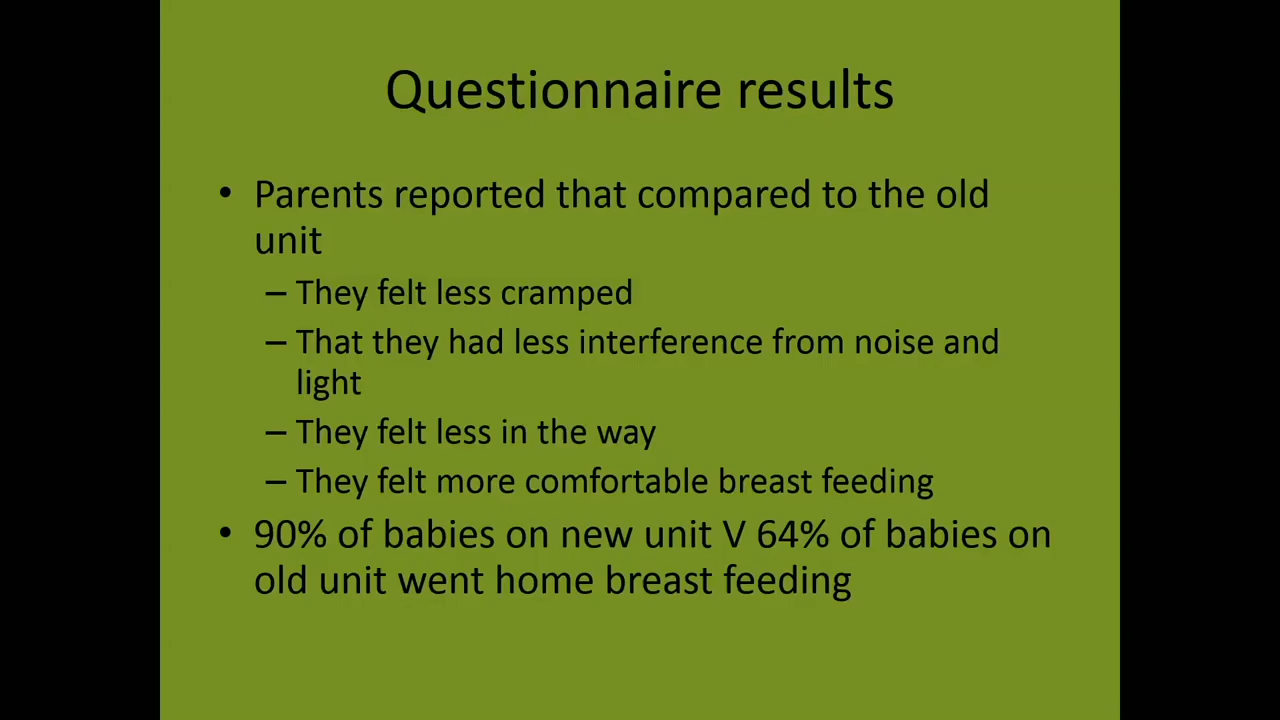 Questionnaire results
• Parents reported that compared to the old
unit
– They felt less cramped
– That they had less interference from noise and
light
– They felt less in the way
– They felt more comfortable breast feeding
• 90% of babies on new unit V 64% of babies on
old unit went home breast feeding